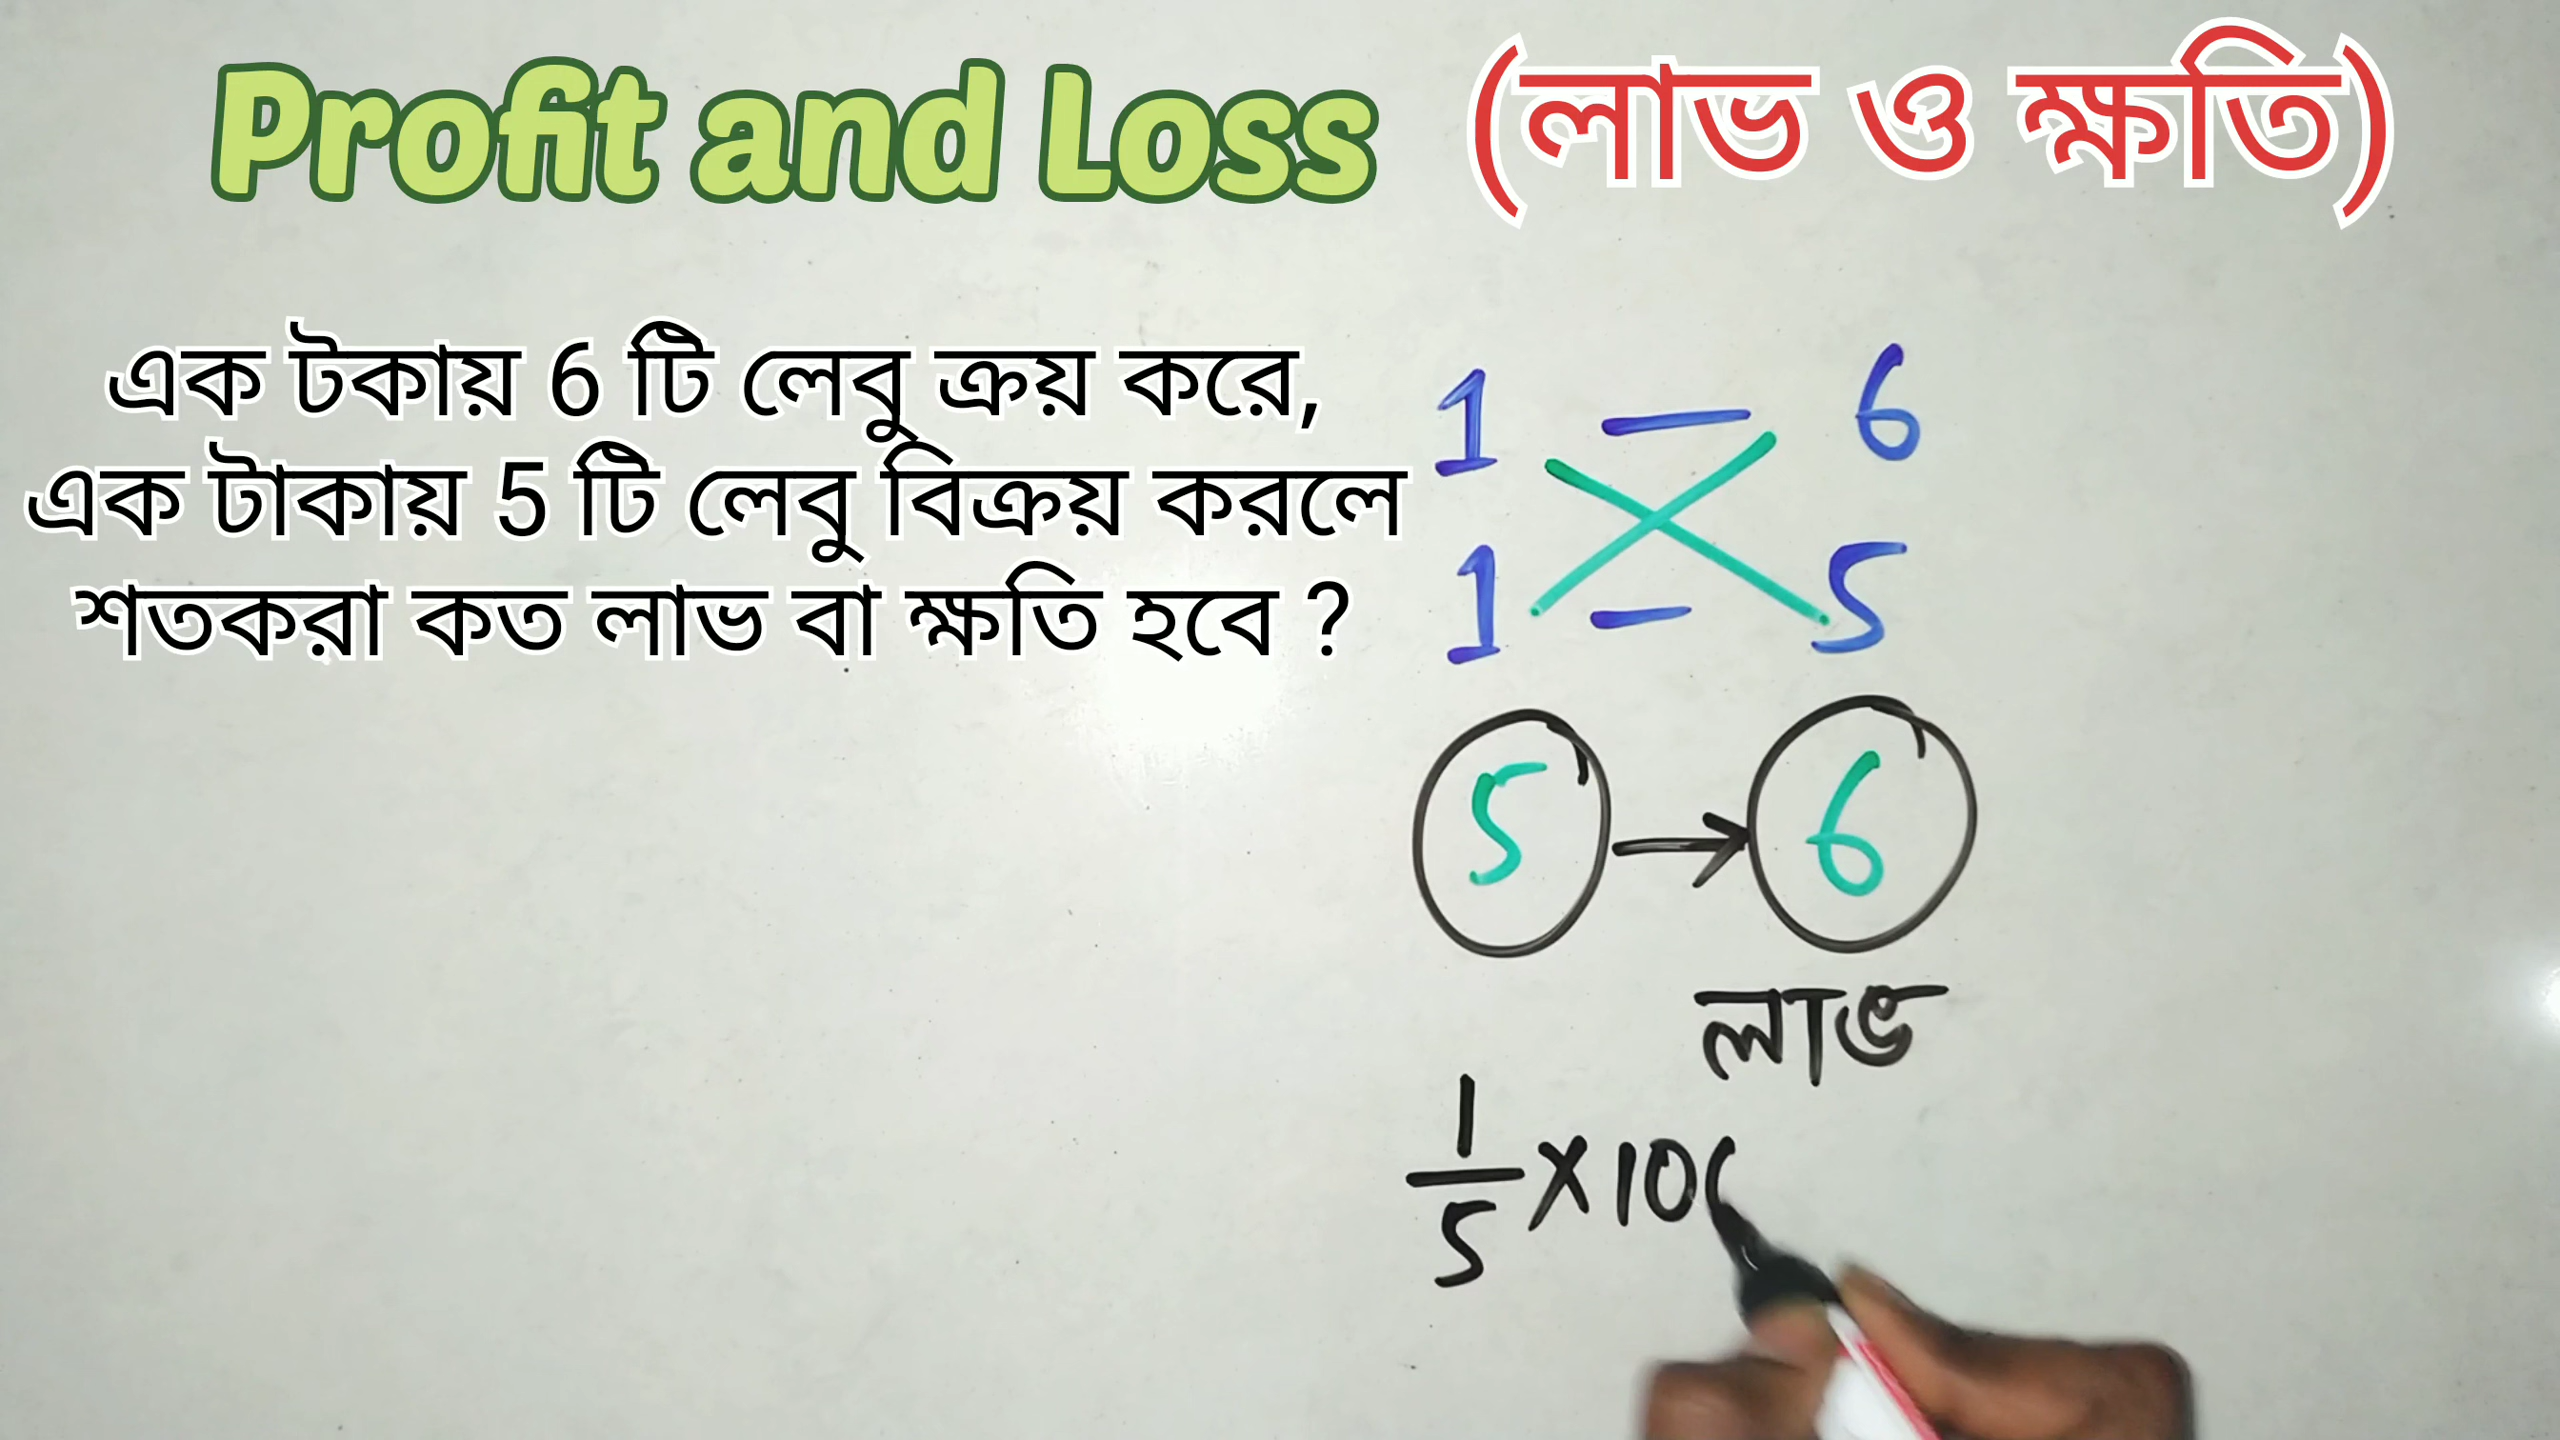 Profit and Loss (লাভ ও ক্ষতি)
এক টকায় 6 টি লেবু ক্রয় করে,
এক টাকায় 5 টি লেবু বিক্রয় করলে
শতকরা কত লাভ বা ক্ষতি হবে ?
1 — 6
1 — 5
5 → 6
লাভ
1/5 × 100